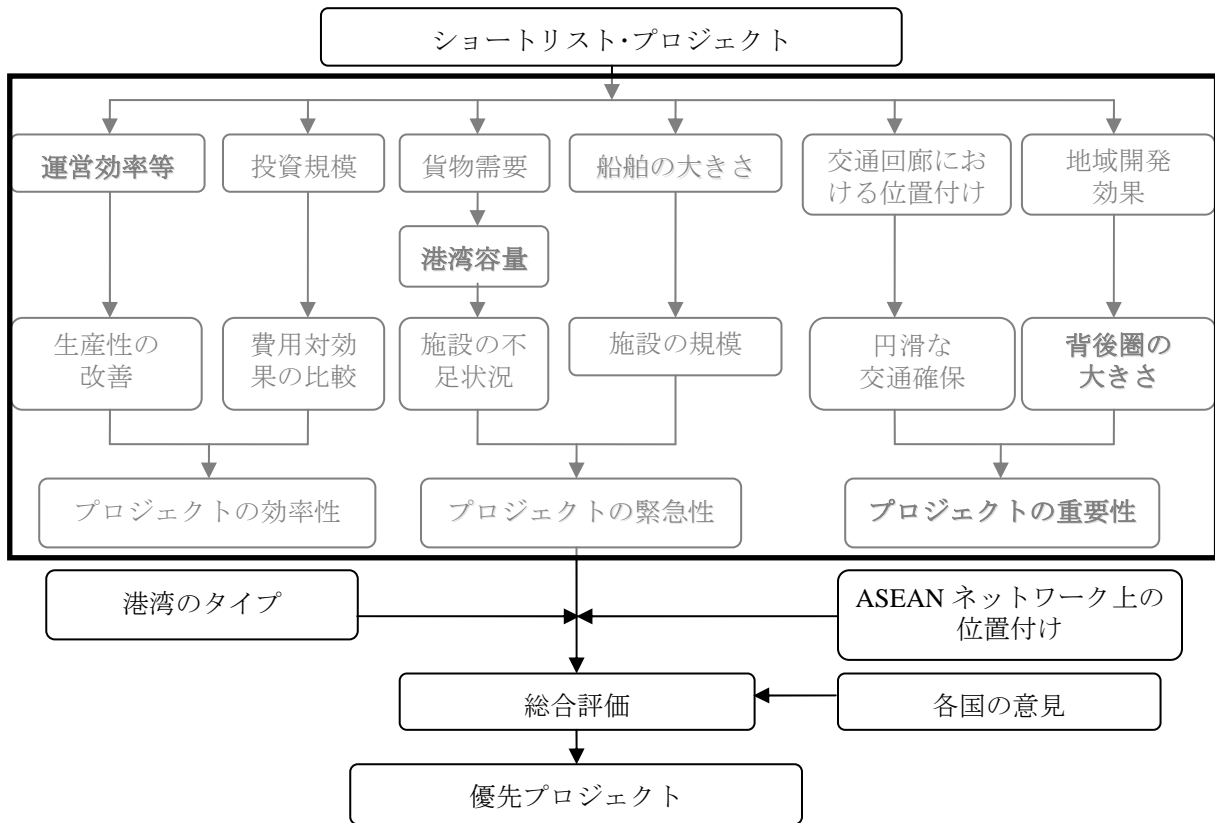 ショートリスト・プロジェクト
運営効率等
投資規模
貨物需要
船舶の大きさ
交通回廊にお
ける位置付け
地域開発
効果
港湾容量
生産性の
改善
費用対効
果の比較
施設の不
足状況
施設の規模
円滑な
交通確保
背後圏の
大きさ
プロジェクトの効率性
プロジェクトの緊急性
プロジェクトの重要性
港湾のタイプ
ASEAN ネットワーク上の
位置付け
総合評価
各国の意見
優先プロジェクト